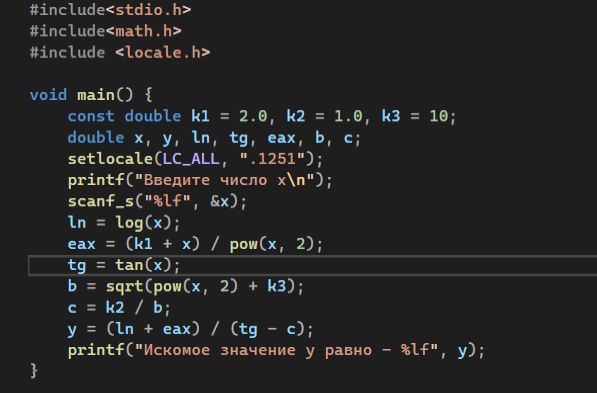 #include<stdio.h>
#include<math.h>
#include <locale.h>
void main() {
const double k1 = 2.0, k2 = 1.0, k3 = 10;
double x, y, ln, tg, eax, b, c;
setlocale(LC_ALL, ".1251");
printf("Введите число x\n");
scanf_s("%lf", &x);
ln = log(x);
eax = (k1 + x) / pow(x, 2);
tg = tan(x);
b = sqrt(pow(x, 2) + k3);
c = k2 / b;
y = (ln + eax) / (tg - c);
printf("Искомое значение y равно - %lf", y);
}